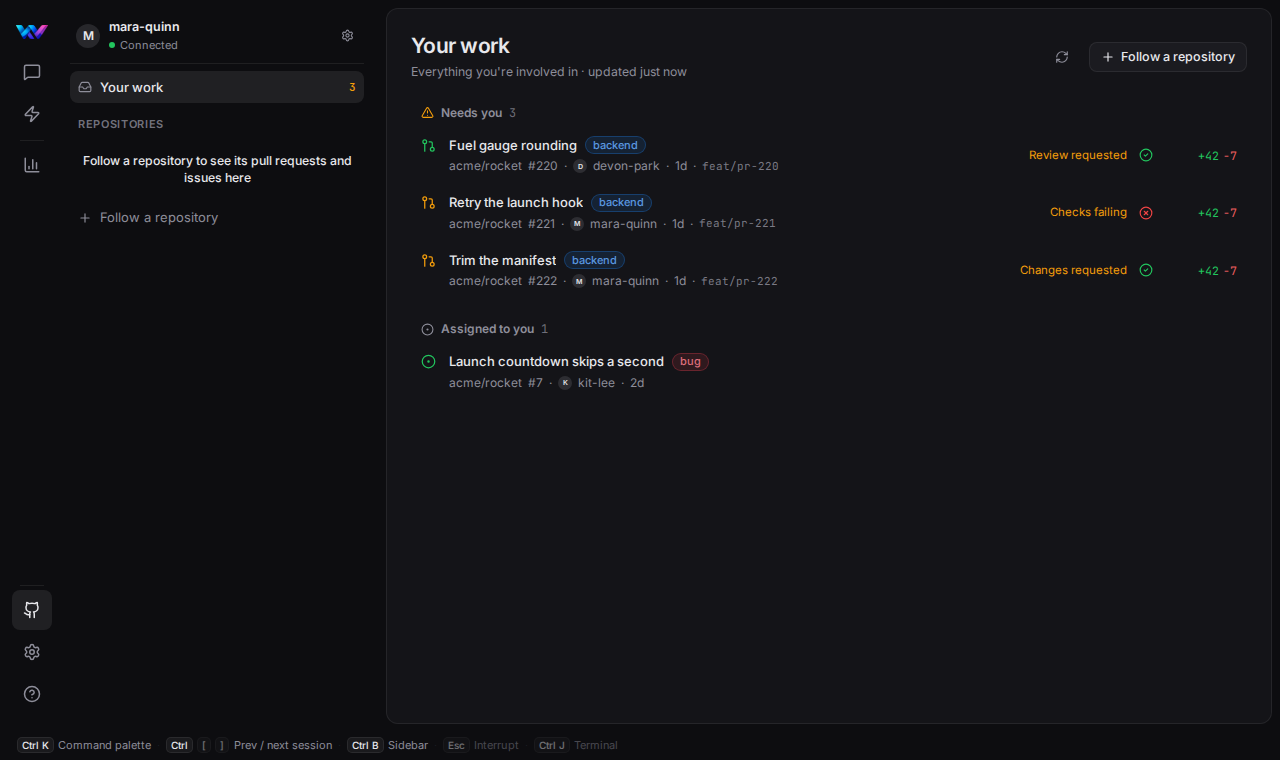 M
mara-quinn
Connected
Your work 3
REPOSITORIES
Follow a repository to see its pull requests and
issues here
Follow a repository
Your work
Everything you're involved in · updated just now
Follow a repository
Needs you 3
Fuel gauge rounding backend
acme/rocket #220 · D devon-park · 1d · feat/pr-220
Review requested +42 -7
Retry the launch hook backend
acme/rocket #221 · M mara-quinn · 1d · feat/pr-221
Checks failing +42 -7
Trim the manifest backend
acme/rocket #222 · M mara-quinn · 1d · feat/pr-222
Changes requested +42 -7
Assigned to you 1
Launch countdown skips a second bug
acme/rocket #7 · K kit-lee · 2d
Ctrl K Command palette Ctrl [ ] Prev / next session Ctrl B Sidebar Esc Interrupt Ctrl J Terminal